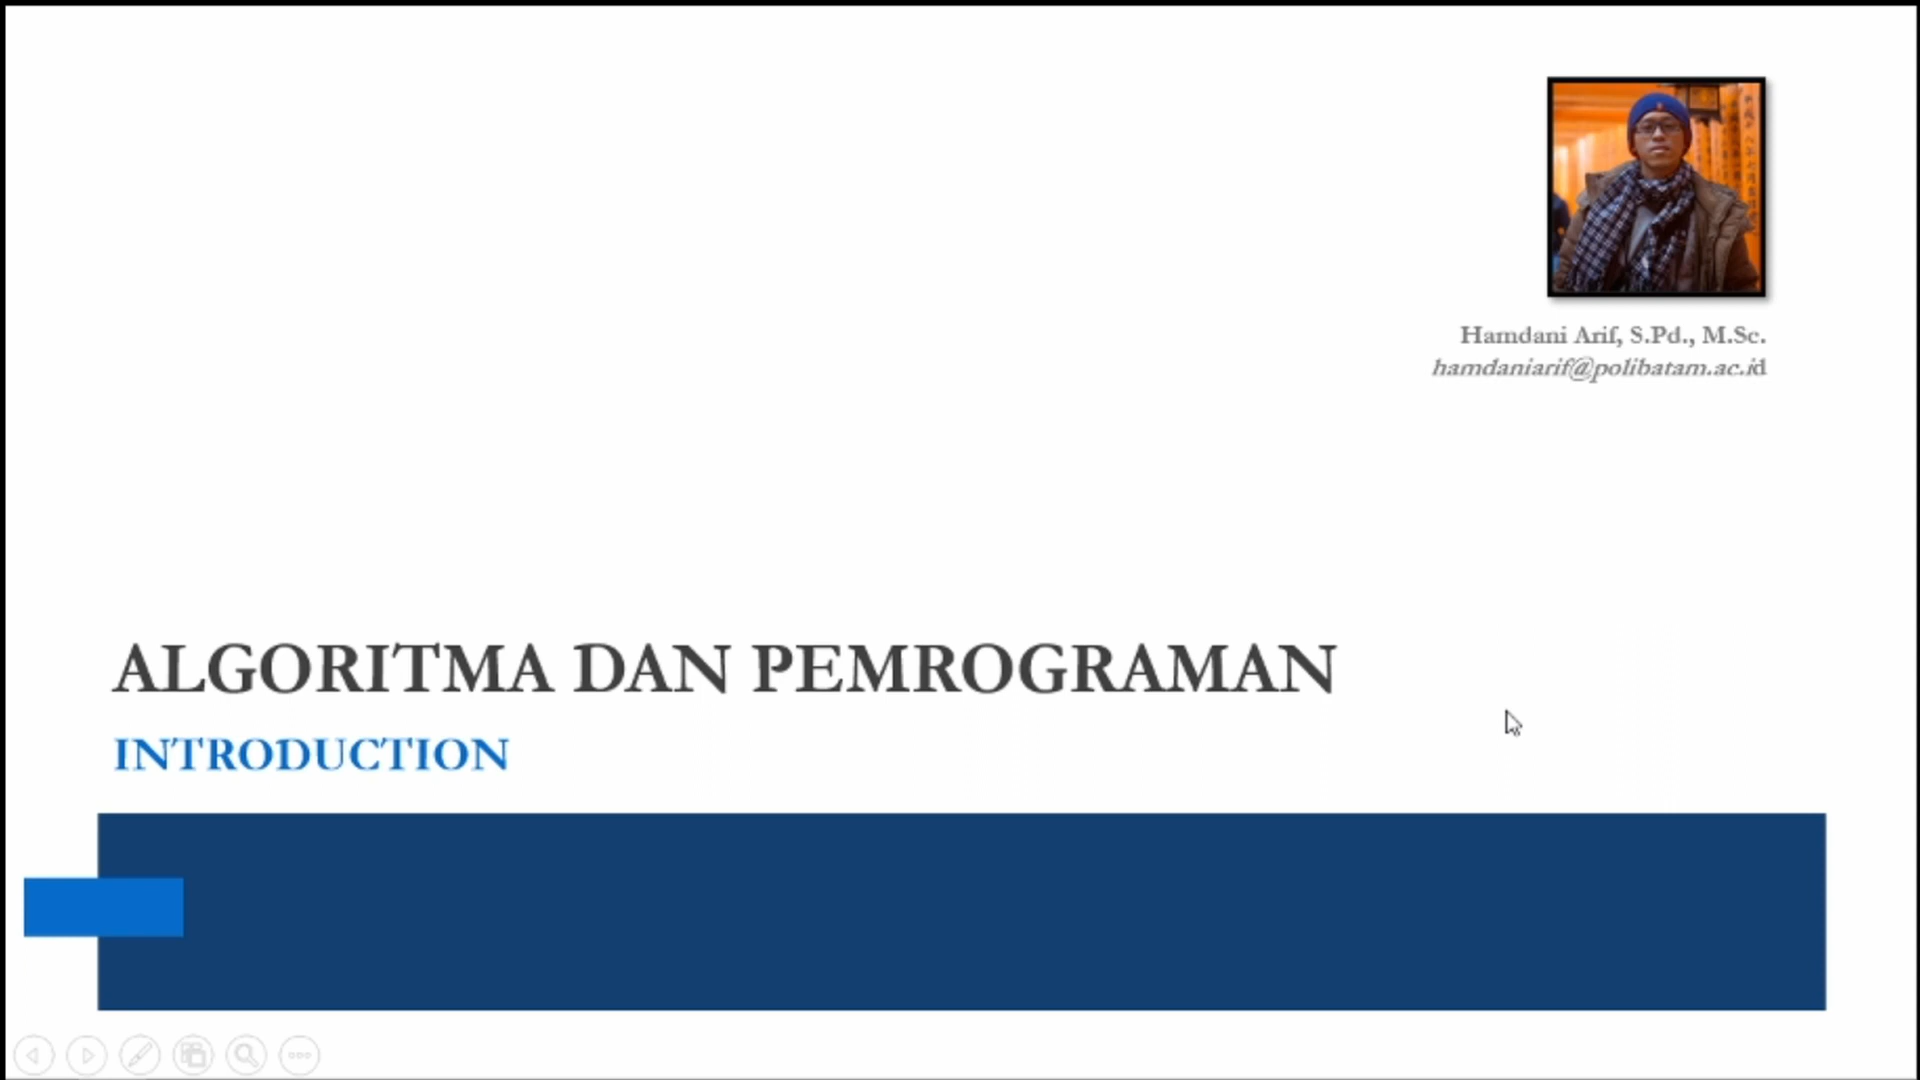 Hamdani Arif, S.Pd., M.Sc.
hamdaniarif@polibatam.ac.id
ALGORITMA DAN PEMROGRAMAN
INTRODUCTION